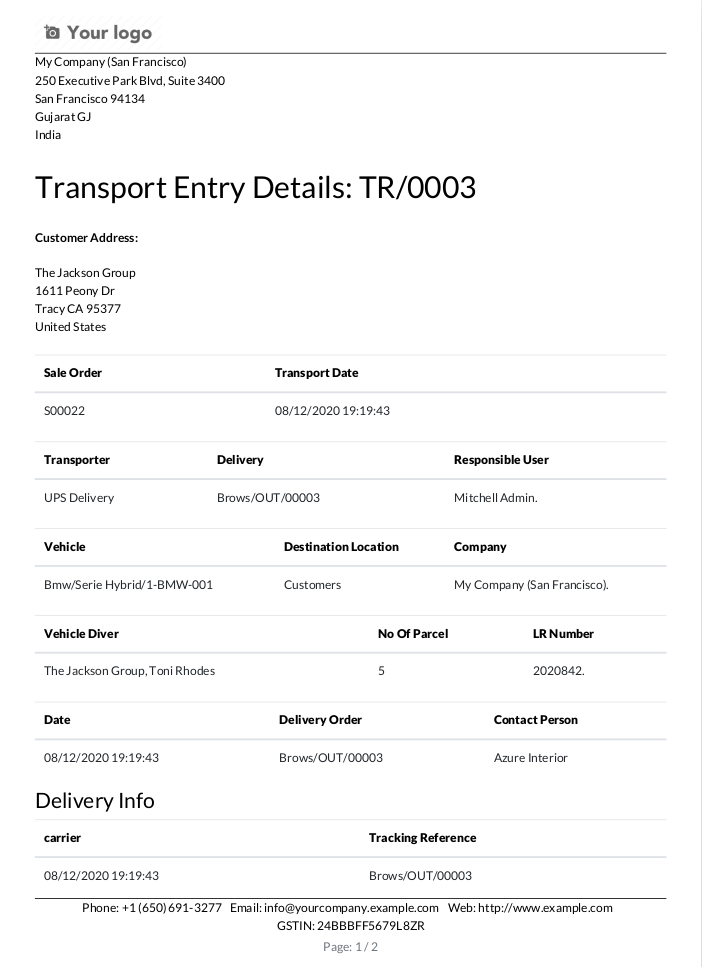 Your logo
My Company (San Francisco)
250 Executive Park Blvd, Suite 3400
San Francisco 94134
Gujarat GJ
India
Transport Entry Details: TR/0003
Customer Address:
The Jackson Group
1611 Peony Dr
Tracy CA 95377
United States
Sale Order Transport Date
S00022 08/12/2020 19:19:43
Transporter Delivery Responsible User
UPS Delivery Brows/OUT/00003 Mitchell Admin.
Vehicle Destination Location Company
Bmw/Serie Hybrid/1-BMW-001 Customers My Company (San Francisco).
Vehicle Diver No Of Parcel LR Number
The Jackson Group, Toni Rhodes 5 2020842.
Date Delivery Order Contact Person
08/12/2020 19:19:43 Brows/OUT/00003 Azure Interior
Delivery Info
carrier Tracking Reference
08/12/2020 19:19:43 Brows/OUT/00003
Phone: +1 (650) 691-3277 Email: info@yourcompany.example.com Web: http://www.example.com
GSTIN: 24BBBFF5679L8ZR
Page: 1 / 2